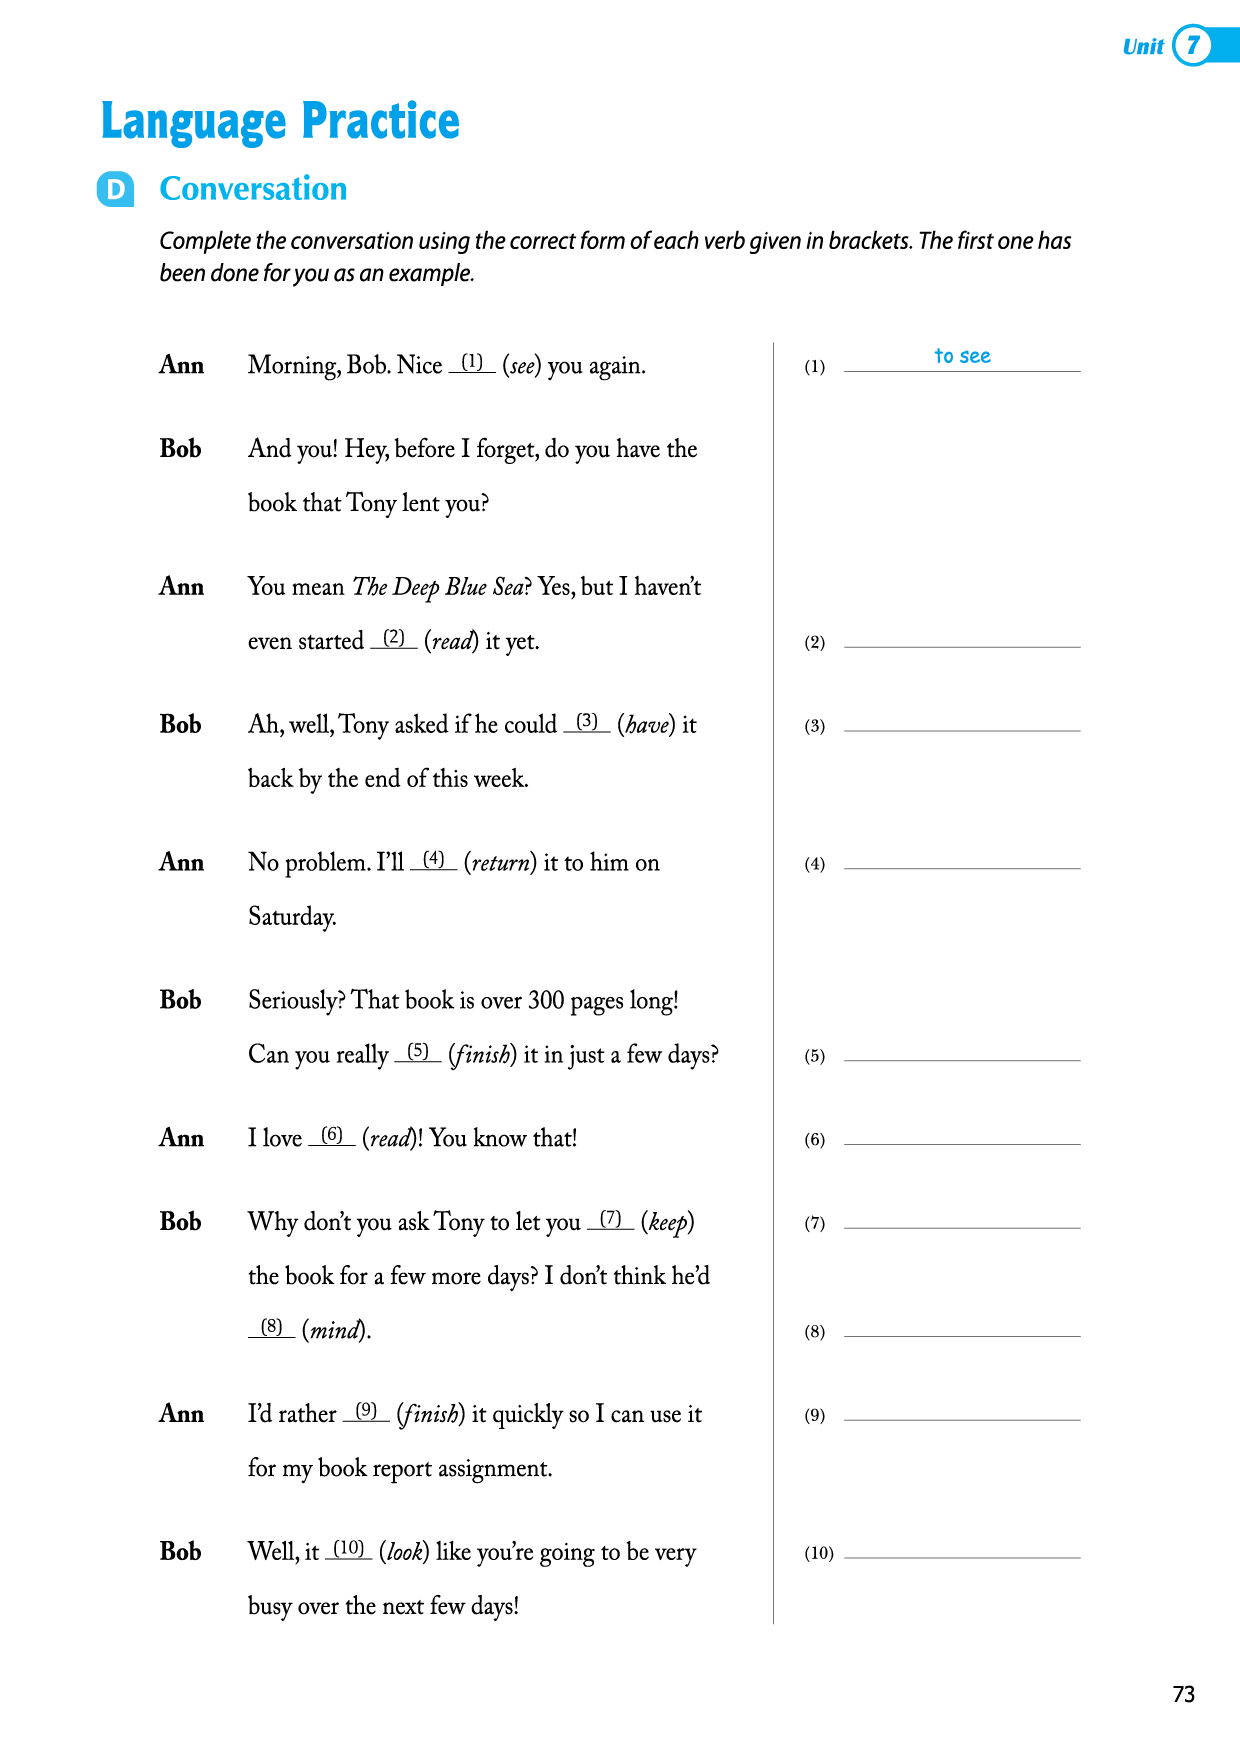 Unit 7
Language Practice
D Conversation
Complete the conversation using the correct form of each verb given in brackets. The first one has
been done for you as an example.
Ann Morning, Bob. Nice (1) (see) you again. (1) to see
Bob And you! Hey, before I forget, do you have the
book that Tony lent you?
Ann You mean The Deep Blue Sea? Yes, but I haven't
even started (2) (read) it yet. (2)
Bob Ah, well, Tony asked if he could (3) (have) it (3)
back by the end of this week.
Ann No problem. I'll (4) (return) it to him on (4)
Saturday.
Bob Seriously? That book is over 300 pages long!
Can you really (5) (finish) it in just a few days? (5)
Ann I love (6) (read)! You know that! (6)
Bob Why don't you ask Tony to let you (7) (keep) (7)
the book for a few more days? I don't think he'd
(8) (mind). (8)
Ann I'd rather (9) (finish) it quickly so I can use it (9)
for my book report assignment.
Bob Well, it (10) (look) like you're going to be very (10)
busy over the next few days!
73